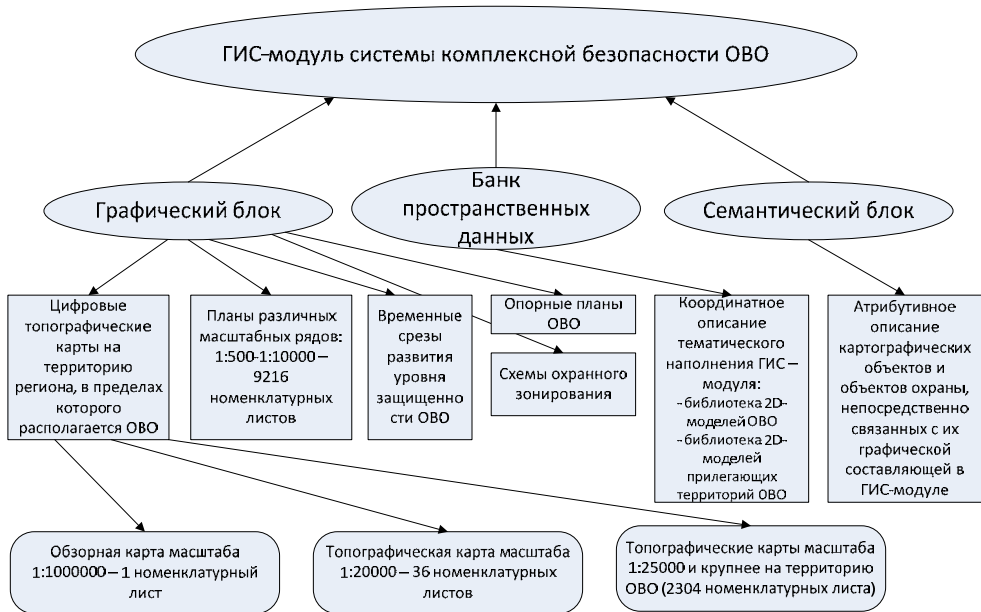 ГИС-модуль системы комплексной безопасности ОВО
Графический блок
Банк
пространственных
данных
Семантический блок
Цифровые
топографические
карты на
территорию
региона, в пределах
которого
располагается ОВО
Планы различных
масштабных рядов:
1:500-1:10000 –
9216
номенклатурных
листов
Временные
срезы
развития
уровня
защищенно
сти ОВО
Опорные планы
ОВО
Схемы охранного
зонирования
Координатное
описание
тематического
наполнения ГИС –
модуля:
-библиотека 2D-
моделей ОВО
-библиотека 2D-
моделей
прилегающих
территорий ОВО
Атрибутивное
описание
картографических
объектов и
объектов охраны,
непосредственно
связанных с их
графической
составляющей в
ГИС-модуле
Обзорная карта масштаба
1:1000000 – 1 номенклатурный
лист
Топографическая карта масштаба
1:20000 – 36 номенклатурных
листов
Топографические карты масштаба
1:25000 и крупнее на территорию
ОВО (2304 номенклатурных листа)